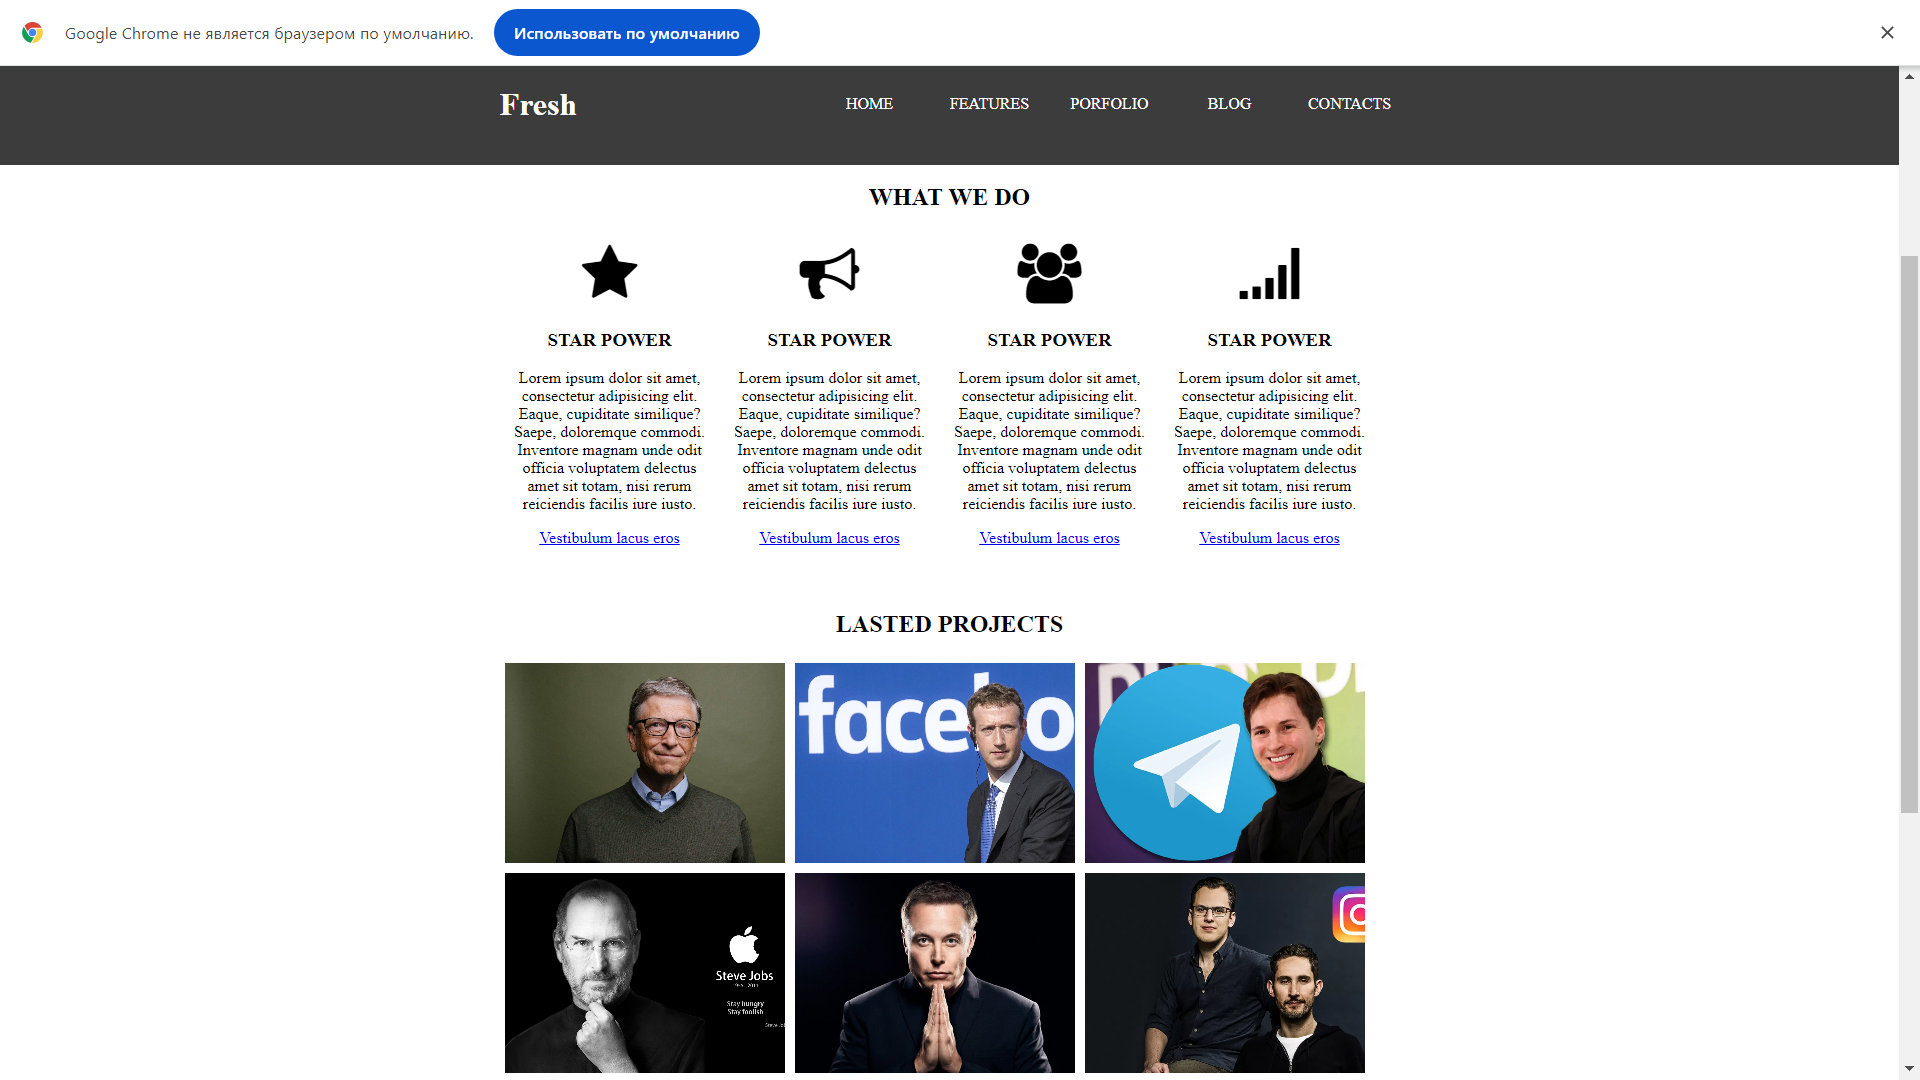 Google Chrome не является браузером по умолчанию.
Использовать по умолчанию
Fresh
HOME
FEATURES
PORFOLIO
BLOG
CONTACTS
WHAT WE DO
STAR POWER
Lorem ipsum dolor sit amet,
consectetur adipisicing elit.
Eaque, cupiditate similique?
Saepe, doloremque commodi.
Inventore magnam unde odit
officia voluptatem delectus
amet sit totam, nisi rerum
reiciendis facilis iure iusto.
Vestibulum lacus eros
STAR POWER
Lorem ipsum dolor sit amet,
consectetur adipisicing elit.
Eaque, cupiditate similique?
Saepe, doloremque commodi.
Inventore magnam unde odit
officia voluptatem delectus
amet sit totam, nisi rerum
reiciendis facilis iure iusto.
Vestibulum lacus eros
STAR POWER
Lorem ipsum dolor sit amet,
consectetur adipisicing elit.
Eaque, cupiditate similique?
Saepe, doloremque commodi.
Inventore magnam unde odit
officia voluptatem delectus
amet sit totam, nisi rerum
reiciendis facilis iure iusto.
Vestibulum lacus eros
STAR POWER
Lorem ipsum dolor sit amet,
consectetur adipisicing elit.
Eaque, cupiditate similique?
Saepe, doloremque commodi.
Inventore magnam unde odit
officia voluptatem delectus
amet sit totam, nisi rerum
reiciendis facilis iure iusto.
Vestibulum lacus eros
LASTED PROJECTS
faceb o
Steve Jobs
Stay hungry
Stay foolish